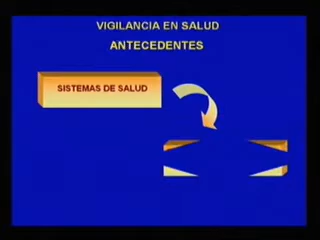 VIGILANCIA EN SALUD
ANTECEDENTES
SISTEMAS DE SALUD